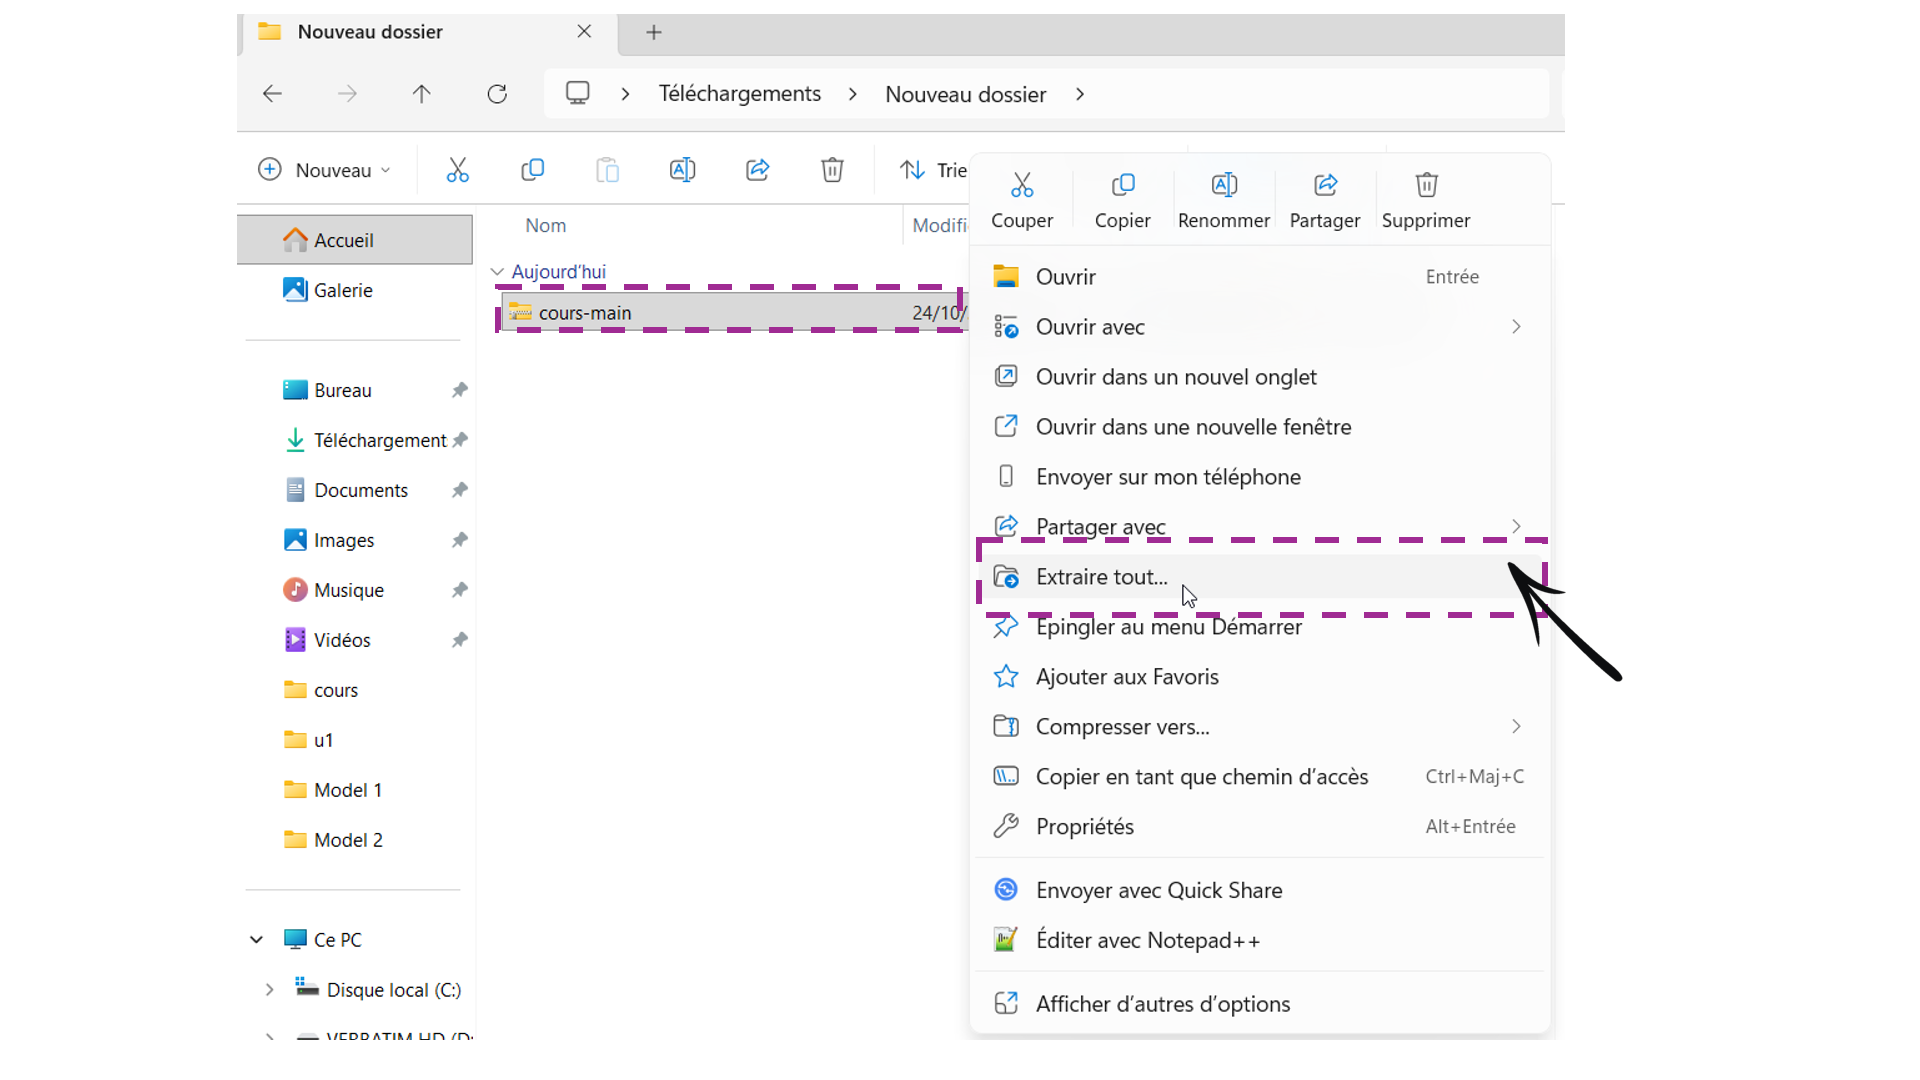 Nouveau dossier
Téléchargements
Nouveau dossier
Nouveau
Trie
Accueil
Galerie
Bureau
Téléchargement
Documents
Images
Musique
Vidéos
cours
u1
Model 1
Model 2
Ce PC
Disque local (C:)
VERBATIM HD (D:
Nom
Modifi
Aujourd'hui
cours-main 24/10/
Couper Copier Renommer Partager Supprimer
Ouvrir Entrée
Ouvrir avec
Ouvrir dans un nouvel onglet
Ouvrir dans une nouvelle fenêtre
Envoyer sur mon téléphone
Partager avec
Extraire tout...
Épingler au menu Démarrer
Ajouter aux Favoris
Compresser vers...
Copier en tant que chemin d'accès Ctrl+Maj+C
Propriétés Alt+Entrée
Envoyer avec Quick Share
Éditer avec Notepad++
Afficher d'autres d'options